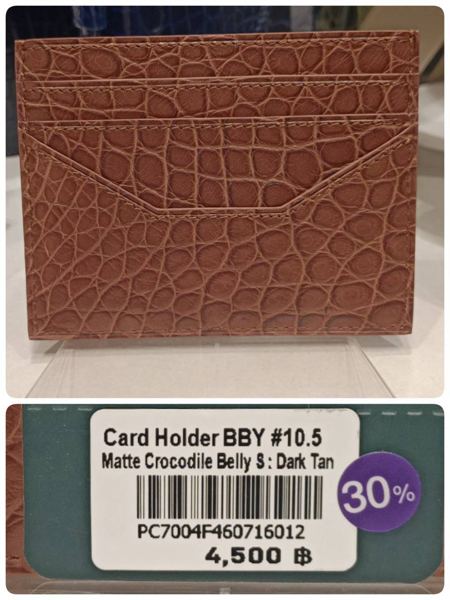 Card Holder BBY #10.5
Matte Crocodile Belly S : Dark Tan
30%
PC7004F460716012
4,500 ฿